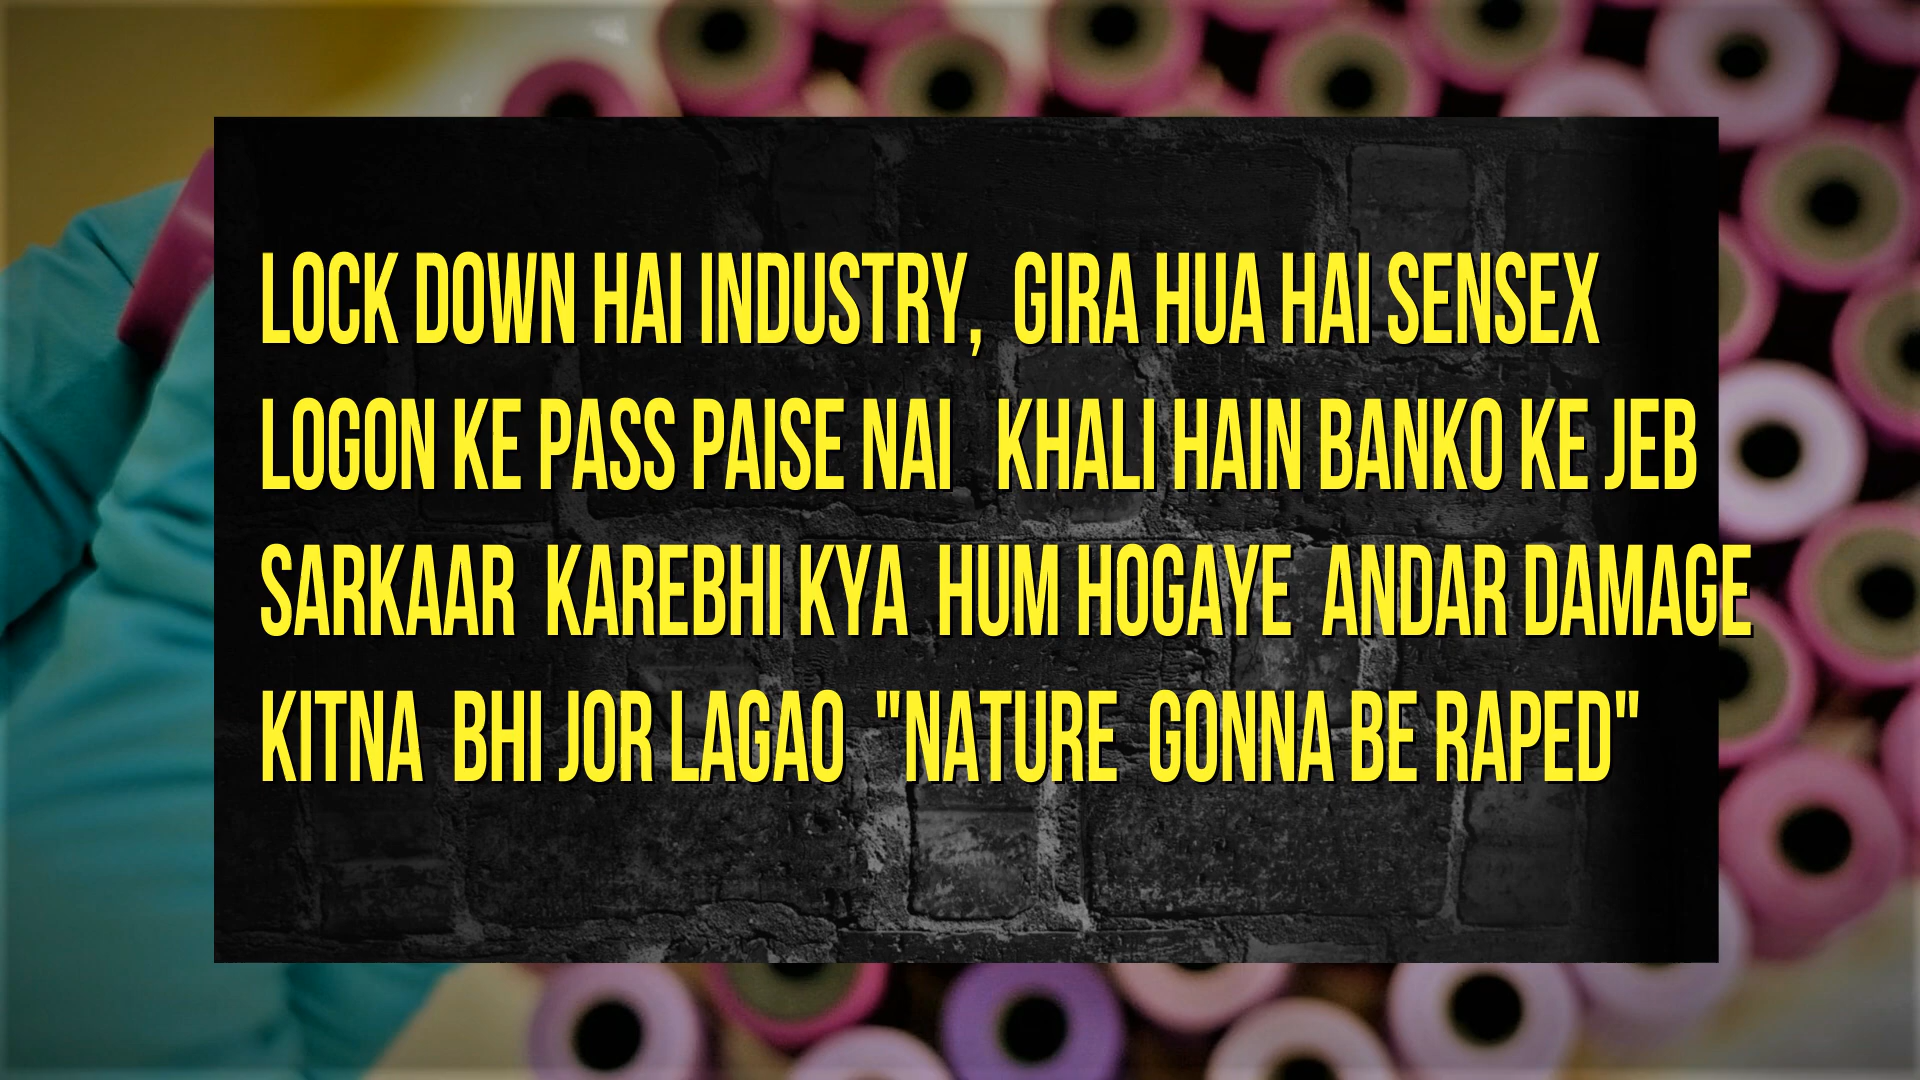 LOCK DOWN HAI INDUSTRY, GIRA HUA HAI SENSEX
LOGON KE PASS PAISE NAI KHALI HAIN BANKO KE JEB
SARKAAR KAREBHI KYA HUM HOGAYE ANDAR DAMAGE
KITNA BHI JOR LAGAO "NATURE GONNA BE RAPED"